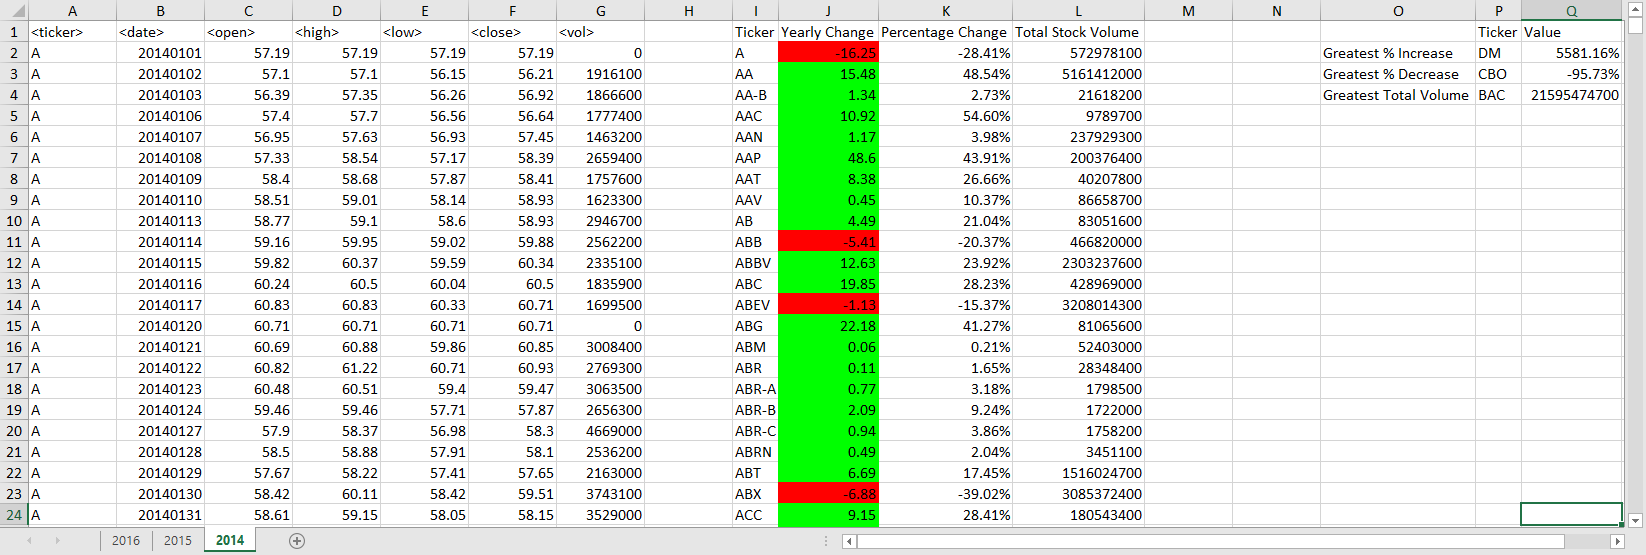 A B C D E F G H I J K L M N O P Q
1 <ticker> <date> <open> <high> <low> <close> <vol> Ticker Yearly Change Percentage Change Total Stock Volume Ticker Value
2 A 20140101 57.19 57.19 57.19 57.19 0 A -16.25 -28.41% 572978100 Greatest % Increase DM 5581.16%
3 A 20140102 57.1 57.1 56.15 56.21 1916100 AA 15.48 48.54% 5161412000 Greatest % Decrease CBO -95.73%
4 A 20140103 56.39 57.35 56.26 56.92 1866600 AA-B 1.34 2.73% 21618200 Greatest Total Volume BAC 21595474700
5 A 20140106 57.4 57.7 56.56 56.64 1777400 AAC 10.92 54.60% 9789700
6 A 20140107 56.95 57.63 56.93 57.45 1463200 AAN 1.17 3.98% 237929300
7 A 20140108 57.33 58.54 57.17 58.39 2659400 AAP 48.6 43.91% 200376400
8 A 20140109 58.4 58.68 57.87 58.41 1757600 AAT 8.38 26.66% 40207800
9 A 20140110 58.51 59.01 58.14 58.93 1623300 AAV 0.45 10.37% 86658700
10 A 20140113 58.77 59.1 58.6 58.93 2946700 AB 4.49 21.04% 83051600
11 A 20140114 59.16 59.95 59.02 59.88 2562200 ABB -5.41 -20.37% 466820000
12 A 20140115 59.82 60.37 59.59 60.34 2335100 ABBV 12.63 23.92% 2303237600
13 A 20140116 60.24 60.5 60.04 60.5 1835900 ABC 19.85 28.23% 428969000
14 A 20140117 60.83 60.83 60.33 60.71 1699500 ABEV -1.13 -15.37% 3208014300
15 A 20140120 60.71 60.71 60.71 60.71 0 ABG 22.18 41.27% 81065600
16 A 20140121 60.69 60.88 59.86 60.85 3008400 ABM 0.06 0.21% 52403000
17 A 20140122 60.82 61.22 60.71 60.93 2769300 ABR 0.11 1.65% 28348400
18 A 20140123 60.48 60.51 59.4 59.47 3063500 ABR-A 0.77 3.18% 1798500
19 A 20140124 59.46 59.46 57.71 57.87 2656300 ABR-B 2.09 9.24% 1722000
20 A 20140127 57.9 58.37 56.98 58.3 4669000 ABR-C 0.94 3.86% 1758200
21 A 20140128 58.5 58.88 57.91 58.1 2536200 ABRN 0.49 2.04% 3451100
22 A 20140129 57.67 58.22 57.41 57.65 2163000 ABT 6.69 17.45% 1516024700
23 A 20140130 58.42 60.11 58.42 59.51 3743100 ABX -6.88 -39.02% 3085372400
24 A 20140131 58.61 59.15 58.05 58.15 3529000 ACC 9.15 28.41% 180543400
2016 2015 2014